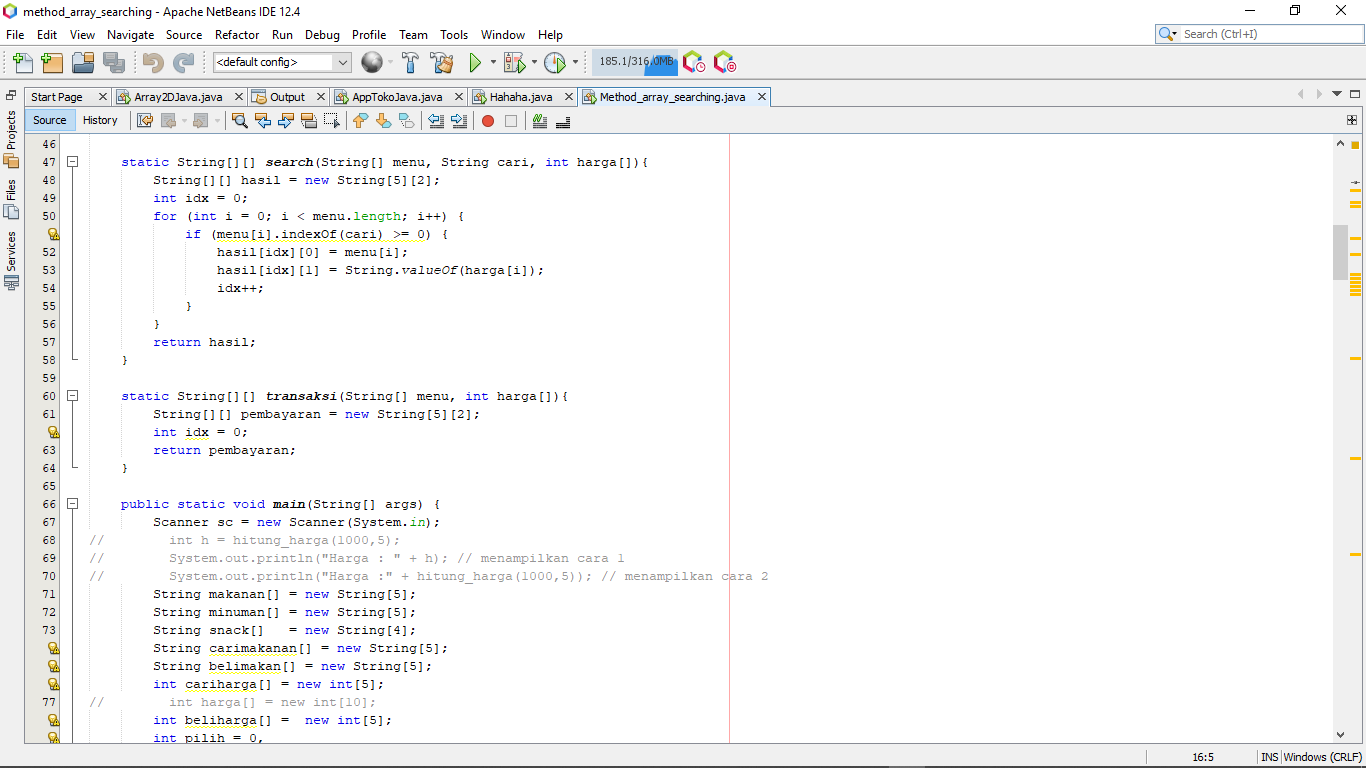 method_array_searching - Apache NetBeans IDE 12.4
File Edit View Navigate Source Refactor Run Debug Profile Team Tools Window Help
Search (Ctrl+I)
<default config>
185.1/316.0MB
Start Page Array2DJava.java Output AppTokoJava.java Hahaha.java Method_array_searching.java
Source History
Projects
Files
Services
46
47 static String[][] search(String[] menu, String cari, int harga[]){
48 String[][] hasil = new String[5][2];
49 int idx = 0;
50 for (int i = 0; i < menu.length; i++) {
if (menu[i].indexOf(cari) >= 0) {
52 hasil[idx][0] = menu[i];
53 hasil[idx][1] = String.valueOf(harga[i]);
54 idx++;
55 }
56 }
57 return hasil;
58 }
59
60 static String[][] transaksi(String[] menu, int harga[]){
61 String[][] pembayaran = new String[5][2];
int idx = 0;
63 return pembayaran;
64 }
65
66 public static void main(String[] args) {
67 Scanner sc = new Scanner(System.in);
68 // int h = hitung_harga(1000,5);
69 // System.out.println("Harga : " + h); // menampilkan cara 1
70 // System.out.println("Harga :" + hitung_harga(1000,5)); // menampilkan cara 2
71 String makanan[] = new String[5];
72 String minuman[] = new String[5];
73 String snack[] = new String[4];
String carimakanan[] = new String[5];
String belimakan[] = new String[5];
int cariharga[] = new int[5];
77 // int harga[] = new int[10];
int beliharga[] = new int[5];
int pilih = 0,
16:5 INS Windows (CRLF)